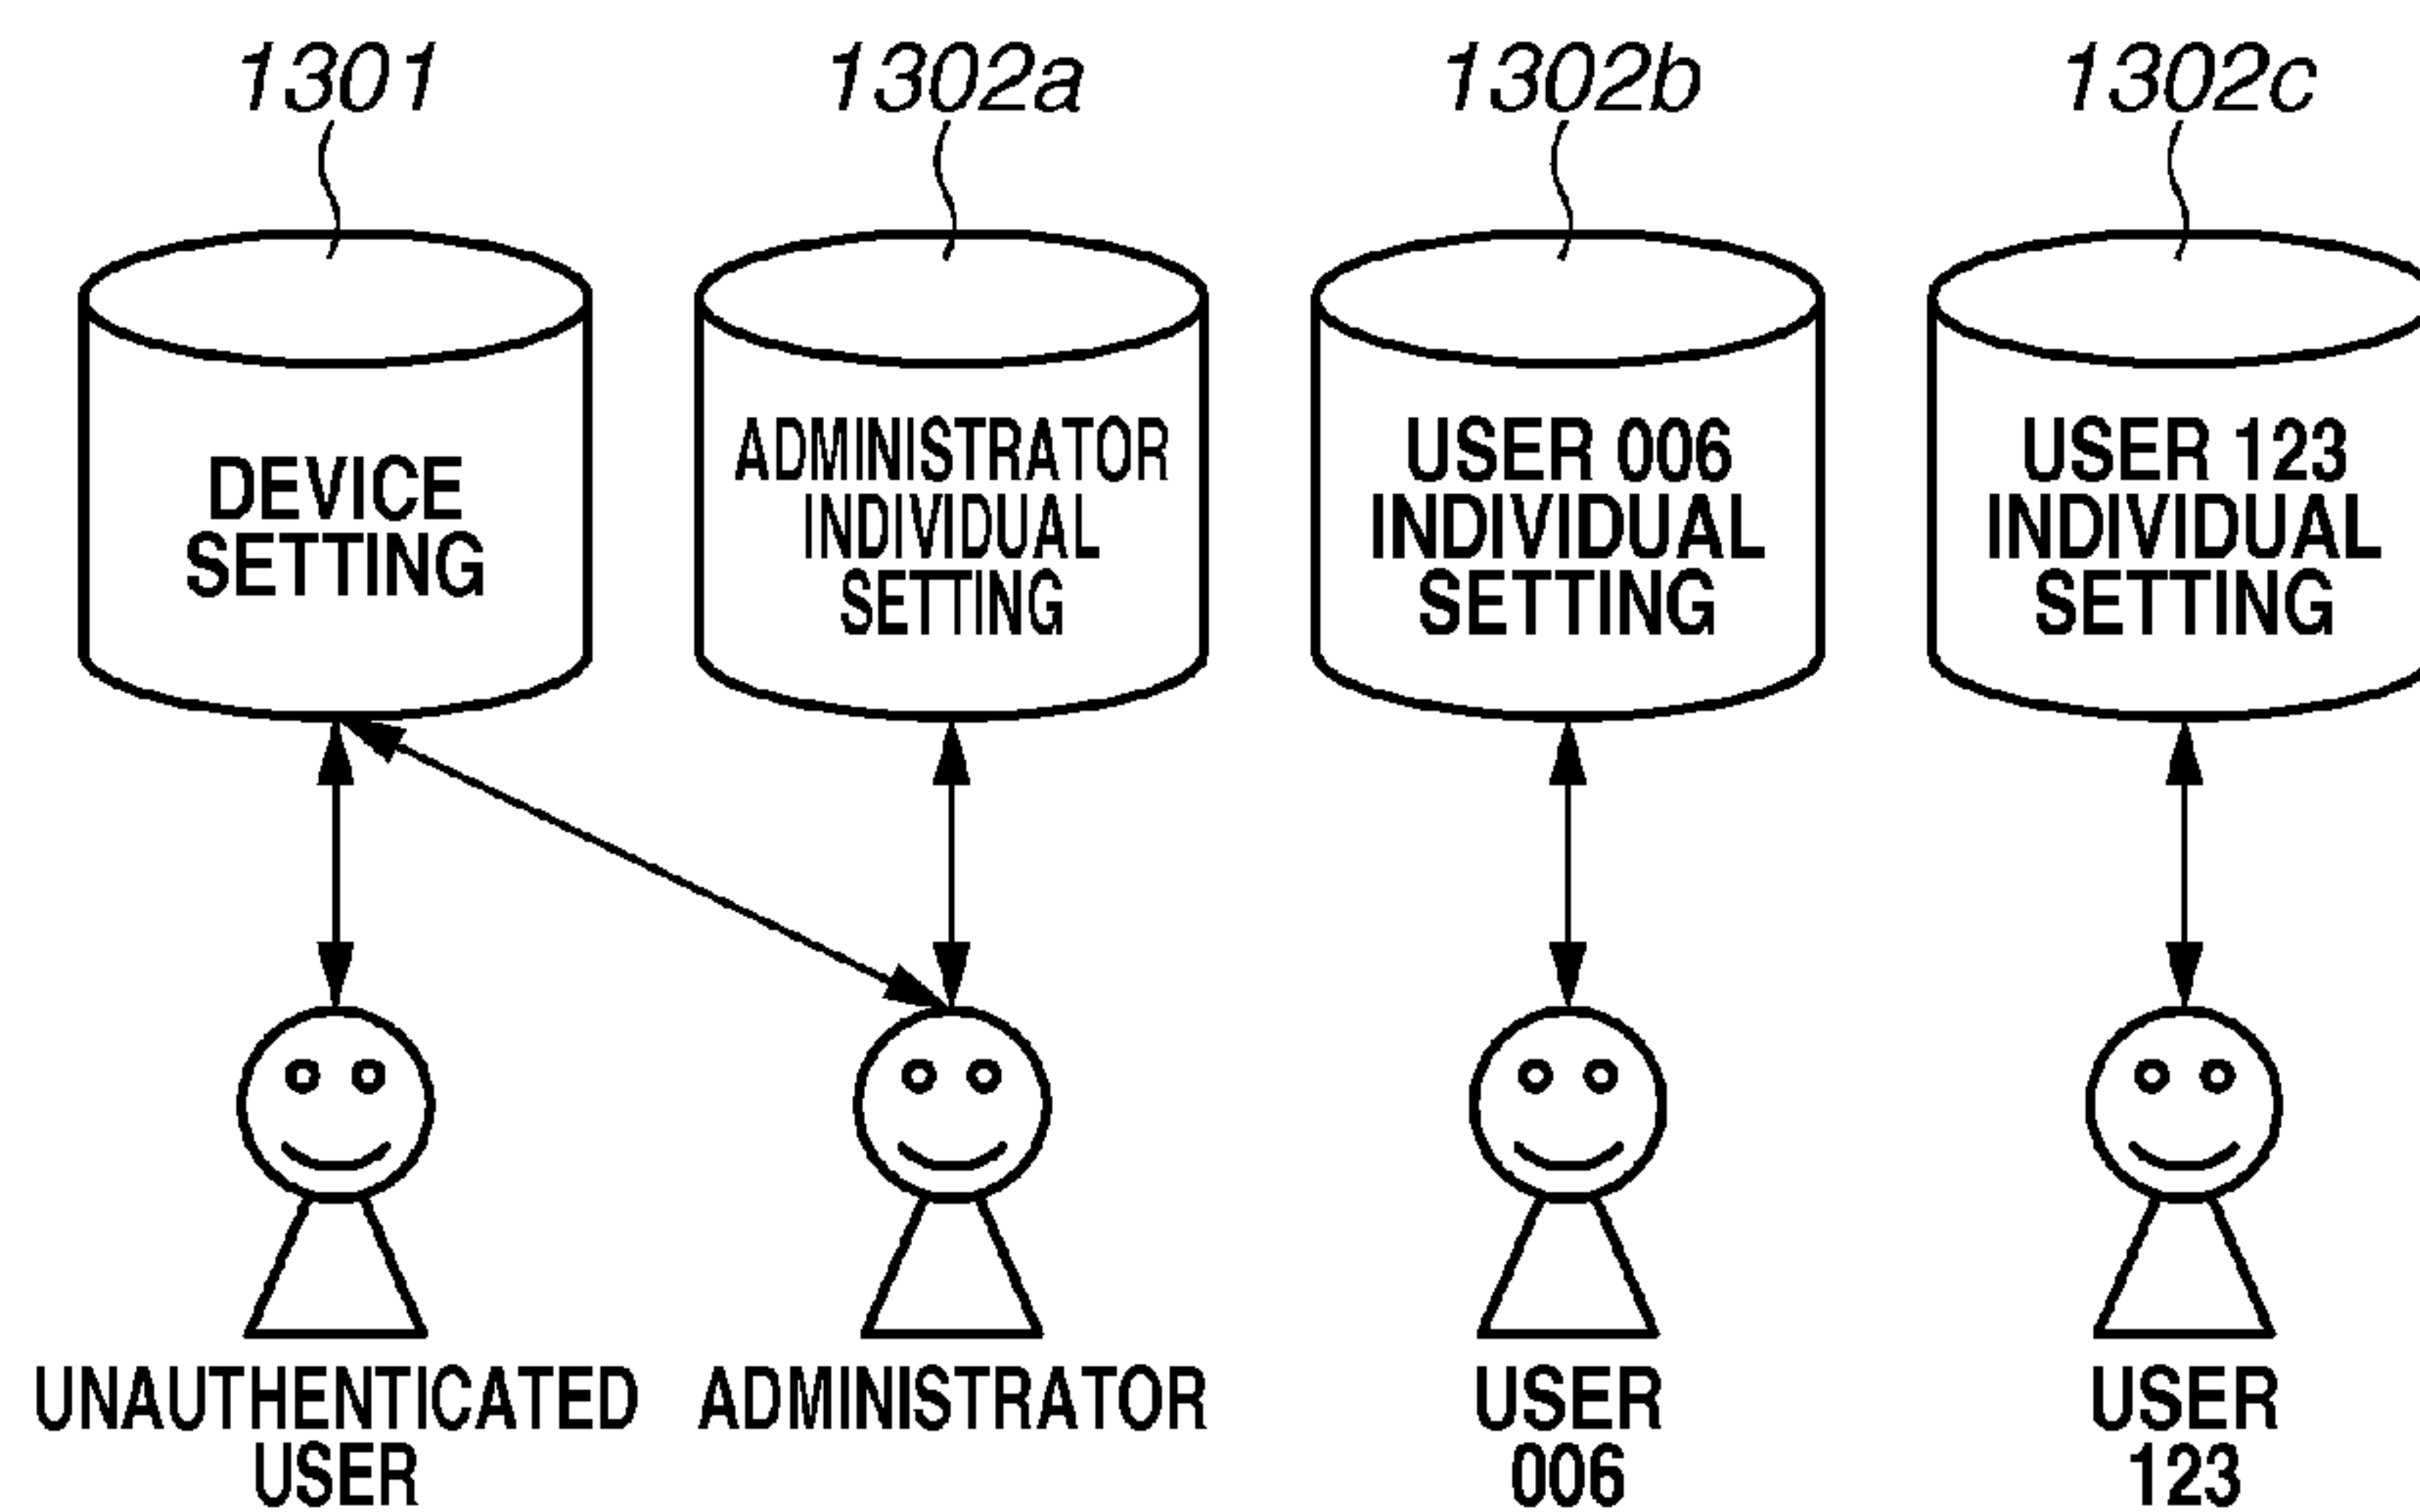 1301 1302a 1302b 1302c
DEVICE
SETTING
ADMINISTRATOR
INDIVIDUAL
SETTING
USER 006
INDIVIDUAL
SETTING
USER 123
INDIVIDUAL
SETTING
UNAUTHENTICATED
USER
ADMINISTRATOR
USER
006
USER
123